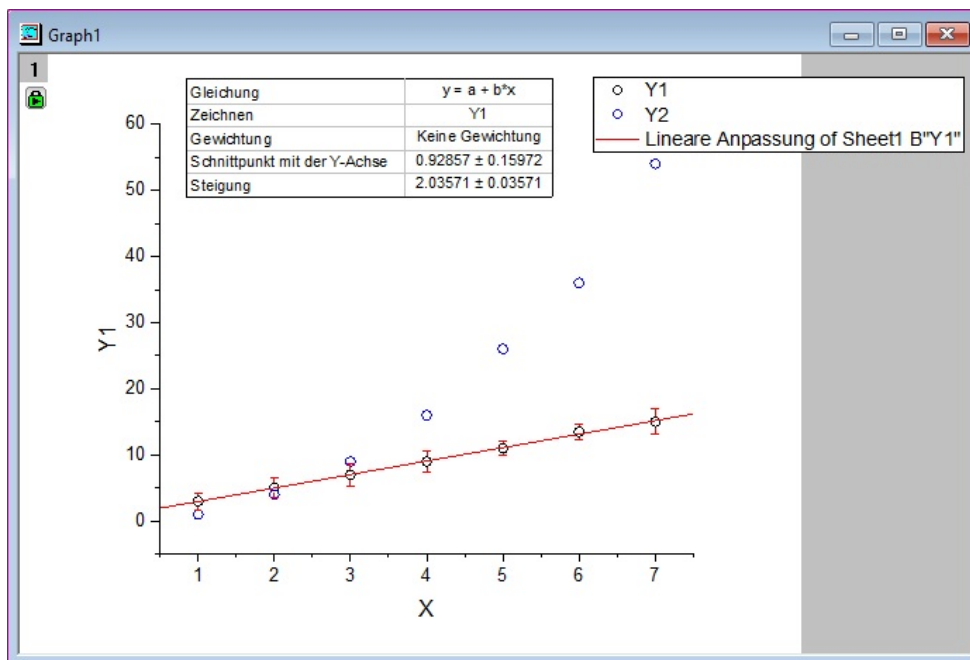 Graph1
1
Gleichung y = a + b*x
Zeichnen Y1
Gewichtung Keine Gewichtung
Schnittpunkt mit der Y-Achse 0.92857 ± 0.15972
Steigung 2.03571 ± 0.03571
Y1
Y2
Lineare Anpassung of Sheet1 B"Y1"
60
50
40
30
20
10
0
Y1
1 2 3 4 5 6 7
X